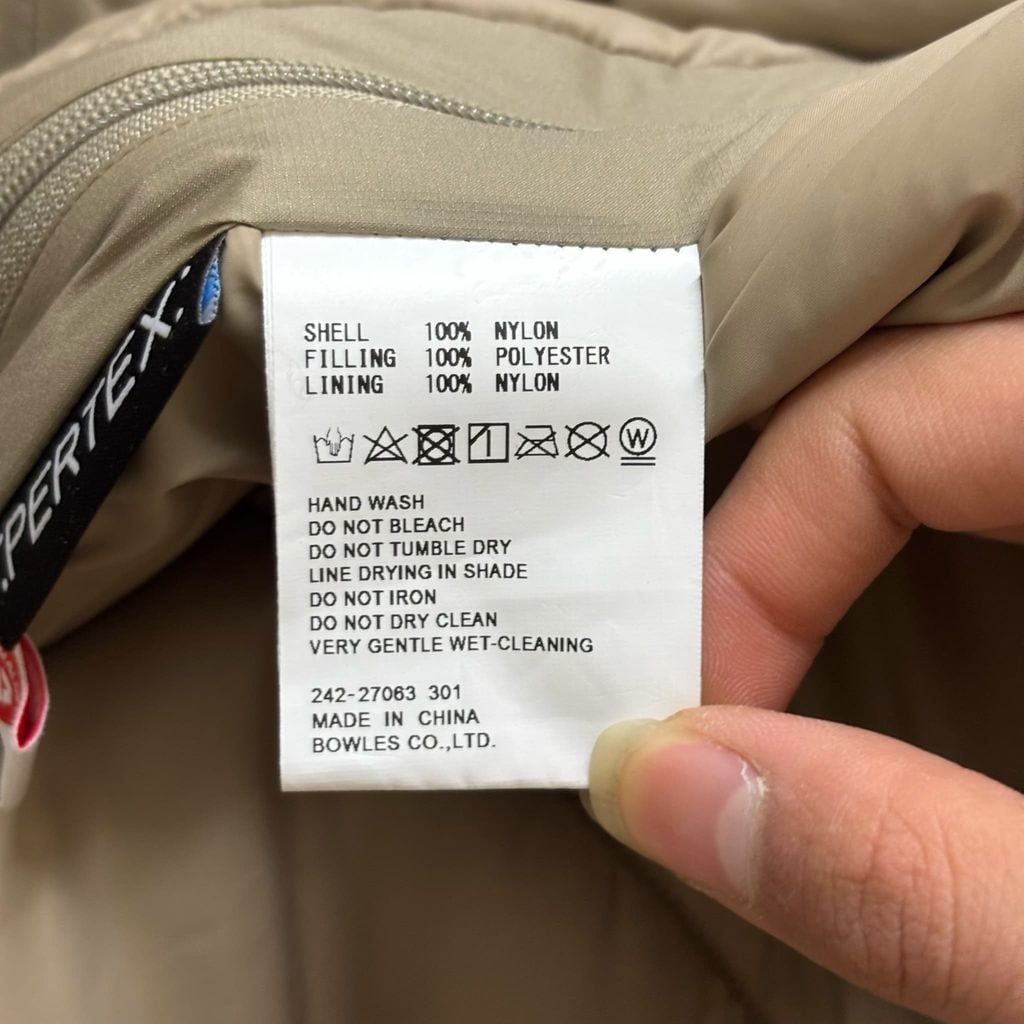 SHELL 100% NYLON
FILLING 100% POLYESTER
LINING 100% NYLON
W
HAND WASH
DO NOT BLEACH
DO NOT TUMBLE DRY
LINE DRYING IN SHADE
DO NOT IRON
DO NOT DRY CLEAN
VERY GENTLE WET-CLEANING
242-27063 301
MADE IN CHINA
BOWLES CO.,LTD.
PERTEX